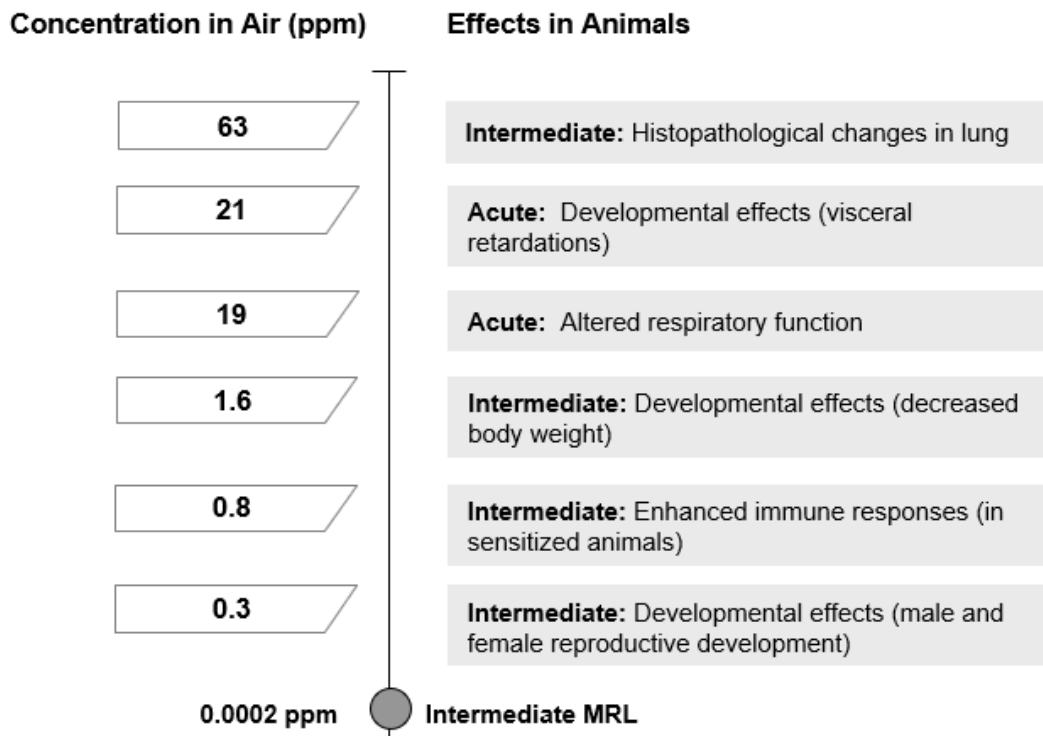 Concentration in Air (ppm) Effects in Animals
63 Intermediate: Histopathological changes in lung
21 Acute: Developmental effects (visceral
retardations)
19 Acute: Altered respiratory function
1.6 Intermediate: Developmental effects (decreased
body weight)
0.8 Intermediate: Enhanced immune responses (in
sensitized animals)
0.3 Intermediate: Developmental effects (male and
female reproductive development)
0.0002 ppm Intermediate MRL